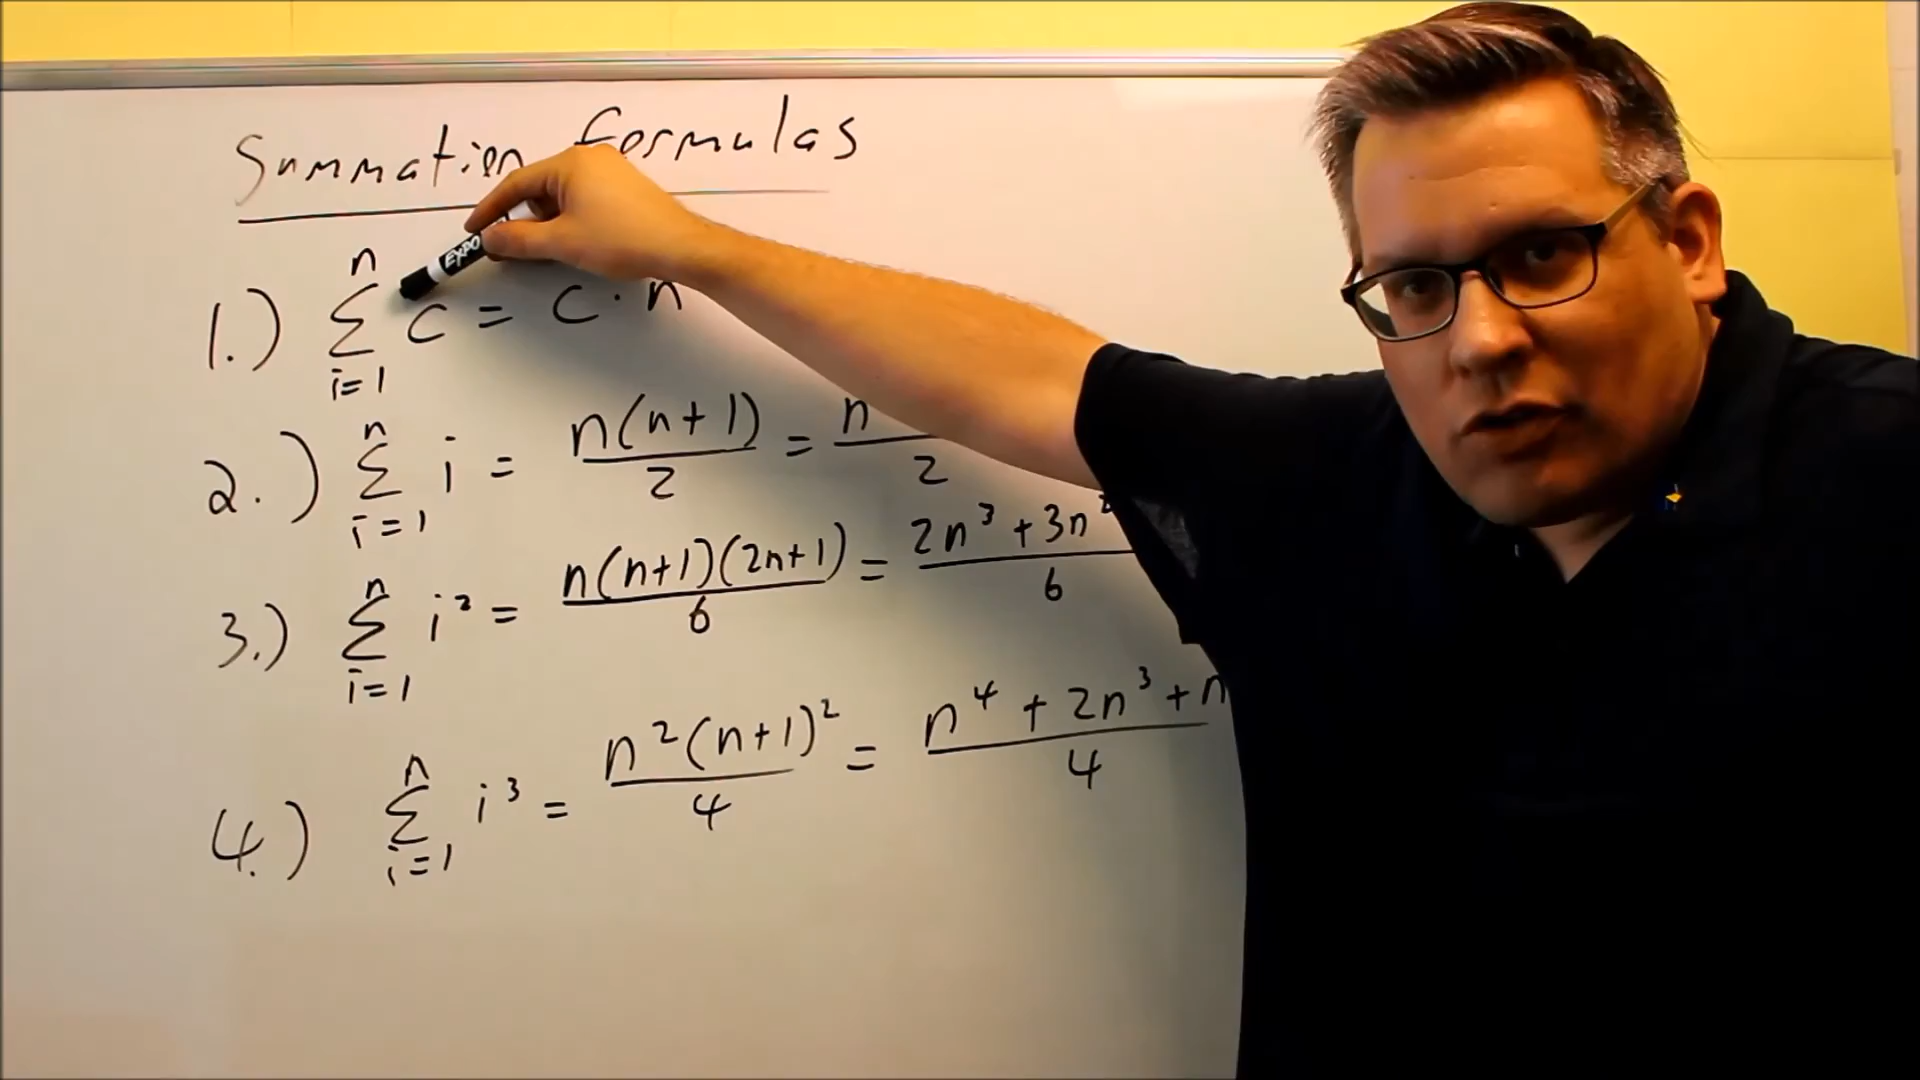 Summation formulas
1.) n ∑ i=1 c = c · n
2.) n ∑ i=1 i = n(n+1)/2 = n /2
3.) n ∑ i=1 i² = n(n+1)(2n+1)/6 = 2n³ + 3n² /6
4.) n ∑ i=1 i³ = n²(n+1)²/4 = n⁴ + 2n³ + n /4
EXPO